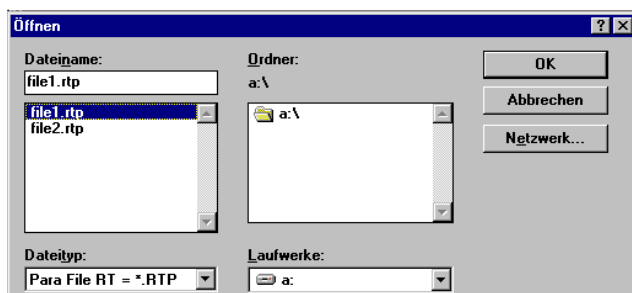 Öffnen
Dateiname:
file1.rtp
file1.rtp
file2.rtp
Dateityp:
Para File RT = *.RTP
Ordner:
a:\
a:\
Laufwerke:
a:
OK
Abbrechen
Netzwerk...